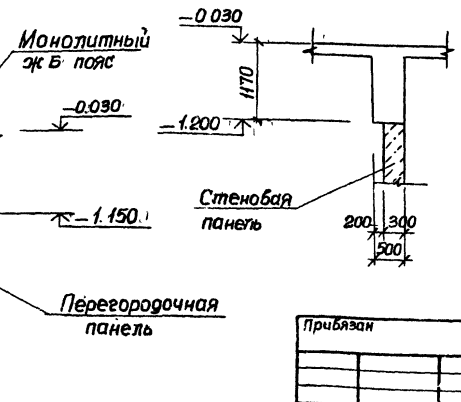 -0.030
Монолитный
ж Б пояс
1170
-0.030
-1.200
Стеновая
панель
-1.150
200 300
500
Перегородочная
панель
Привязан